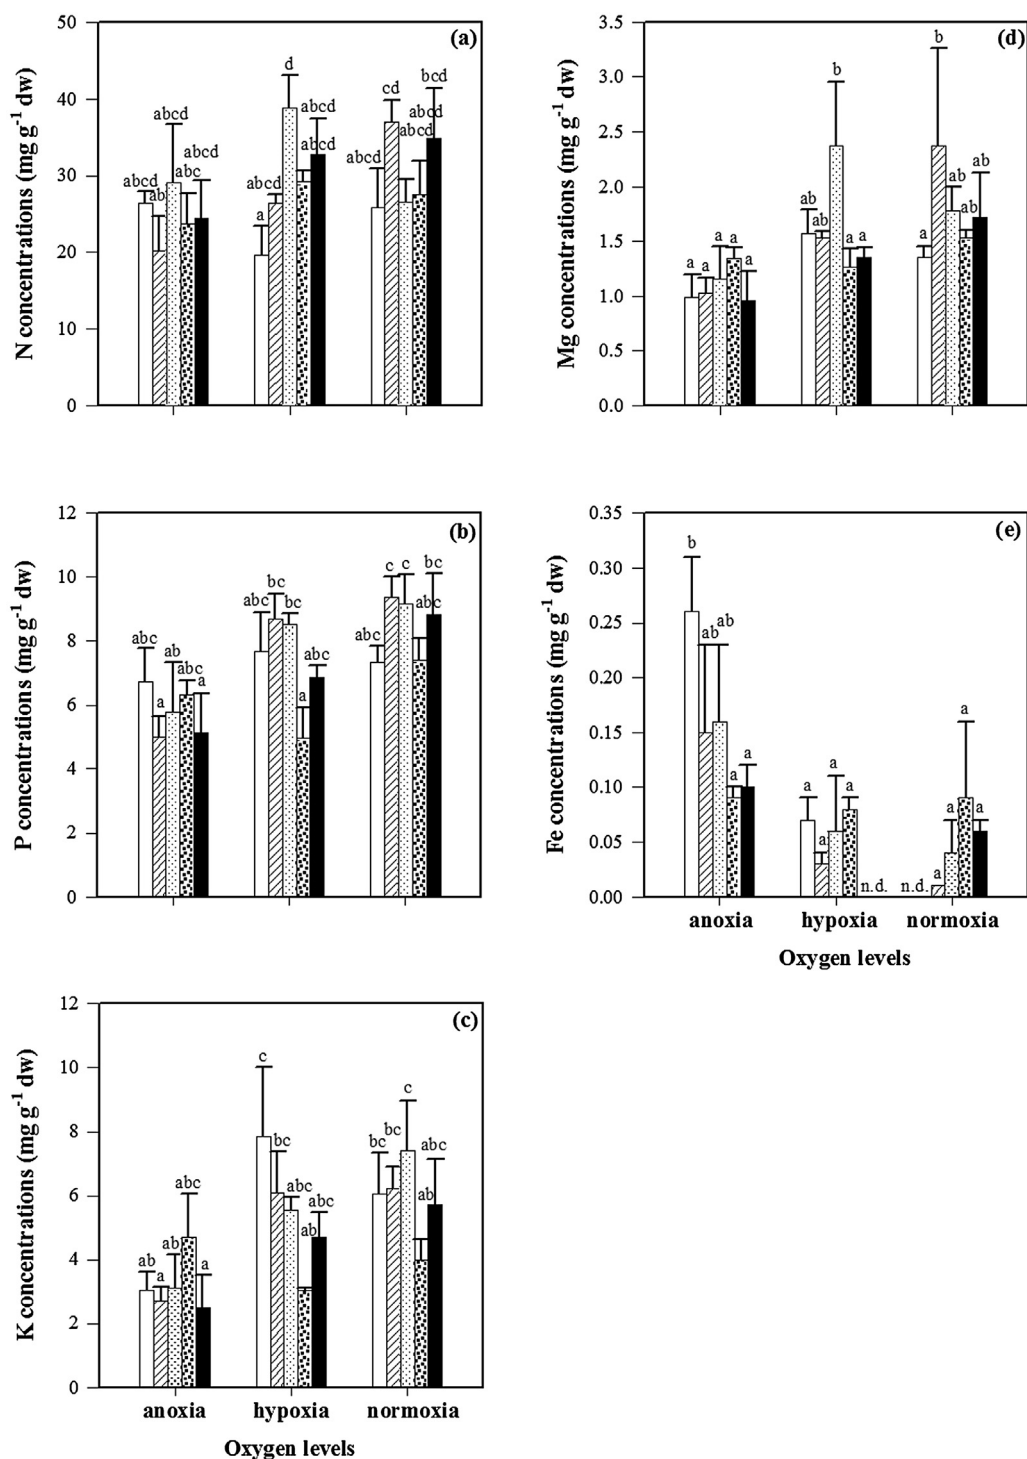 (a)
N concentrations (mg g⁻¹ dw)
50
40
30
20
10
0
abcd
ab
abcd
abc
abcd
a
abcd
d
abcd
abcd
abcd
cd
abcd
abcd
bcd
(d)
Mg concentrations (mg g⁻¹ dw)
3.5
3.0
2.5
2.0
1.5
1.0
0.5
0.0
a
a
a
a
a
ab
ab
b
a
a
a
b
ab
ab
ab
(b)
P concentrations (mg g⁻¹ dw)
12
10
8
6
4
2
0
abc
a
ab
abc
a
abc
bc
bc
a
abc
abc
c
c
abc
bc
(e)
Fe concentrations (mg g⁻¹ dw)
0.35
0.30
0.25
0.20
0.15
0.10
0.05
0.00
b
ab
ab
a
a
a
a
a
a
n.d.
n.d.
a
a
a
a
anoxia hypoxia normoxia
Oxygen levels
(c)
K concentrations (mg g⁻¹ dw)
12
10
8
6
4
2
0
ab
a
ab
abc
a
c
bc
abc
ab
abc
bc
bc
c
ab
abc
anoxia hypoxia normoxia
Oxygen levels